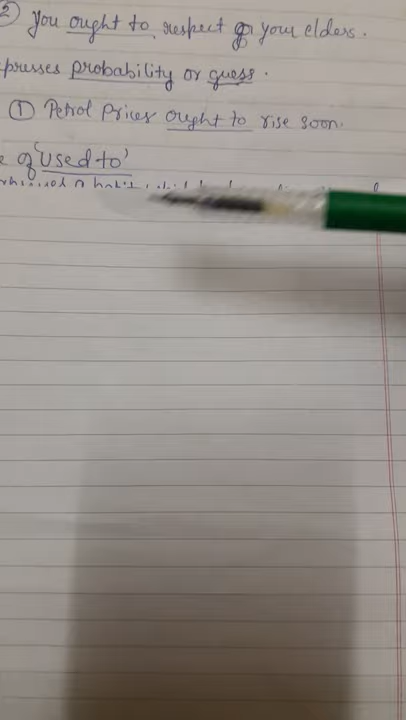 ② You ought to respect your elders.
presses probability or guess.
① Petrol Prices ought to rise soon.
e of 'Used to'
a habit